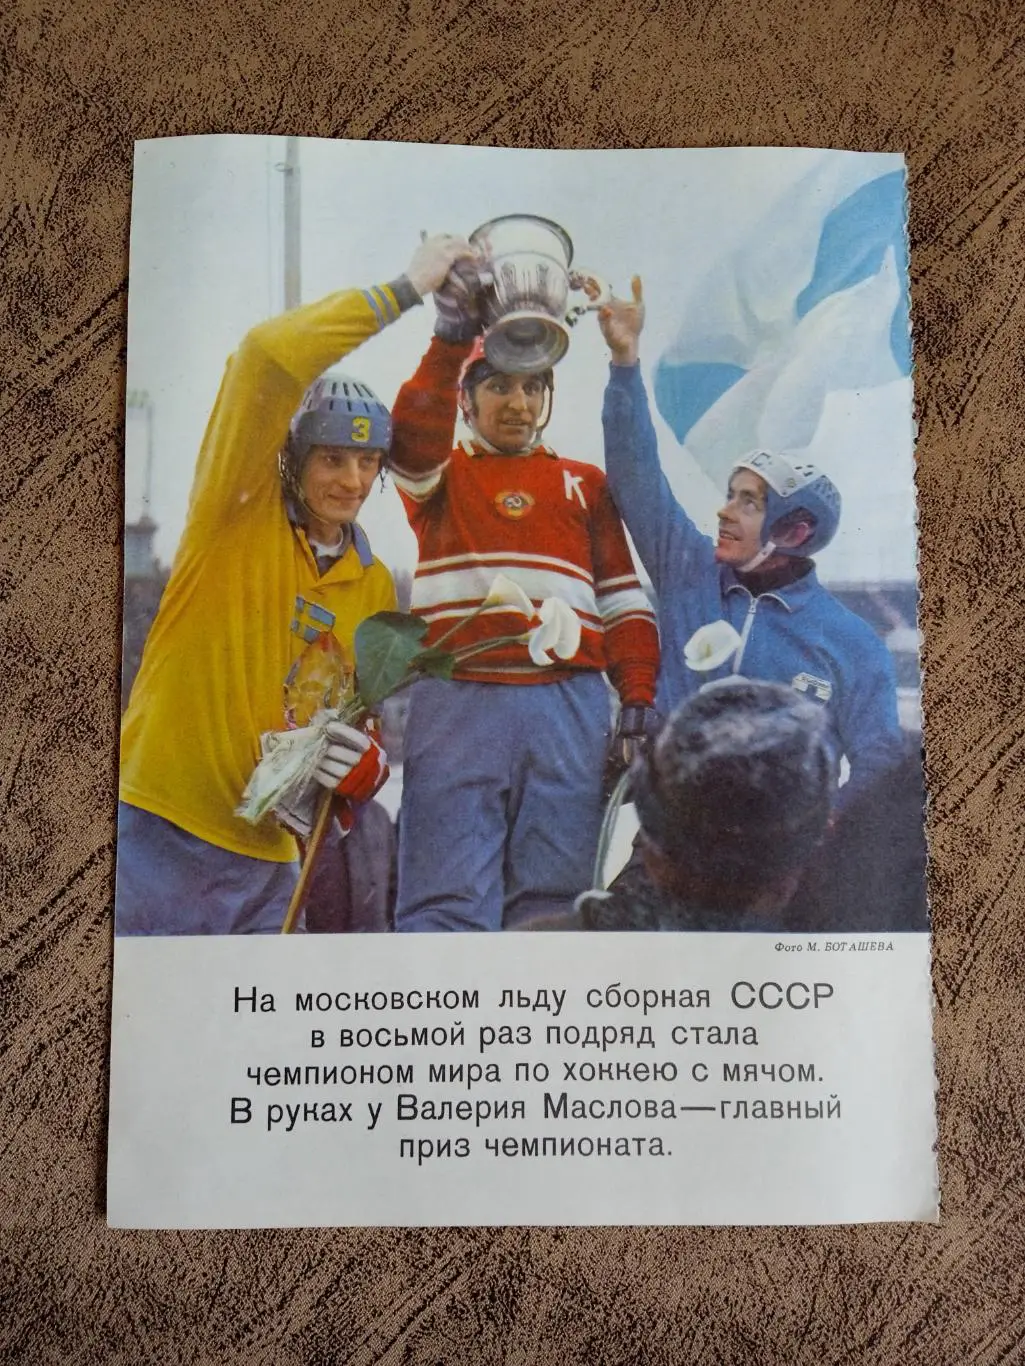 3
К
Фото М. БОТАШЕВА
На московском льду сборная СССР
в восьмой раз подряд стала
чемпионом мира по хоккею с мячом.
В руках у Валерия Маслова—главный
приз чемпионата.